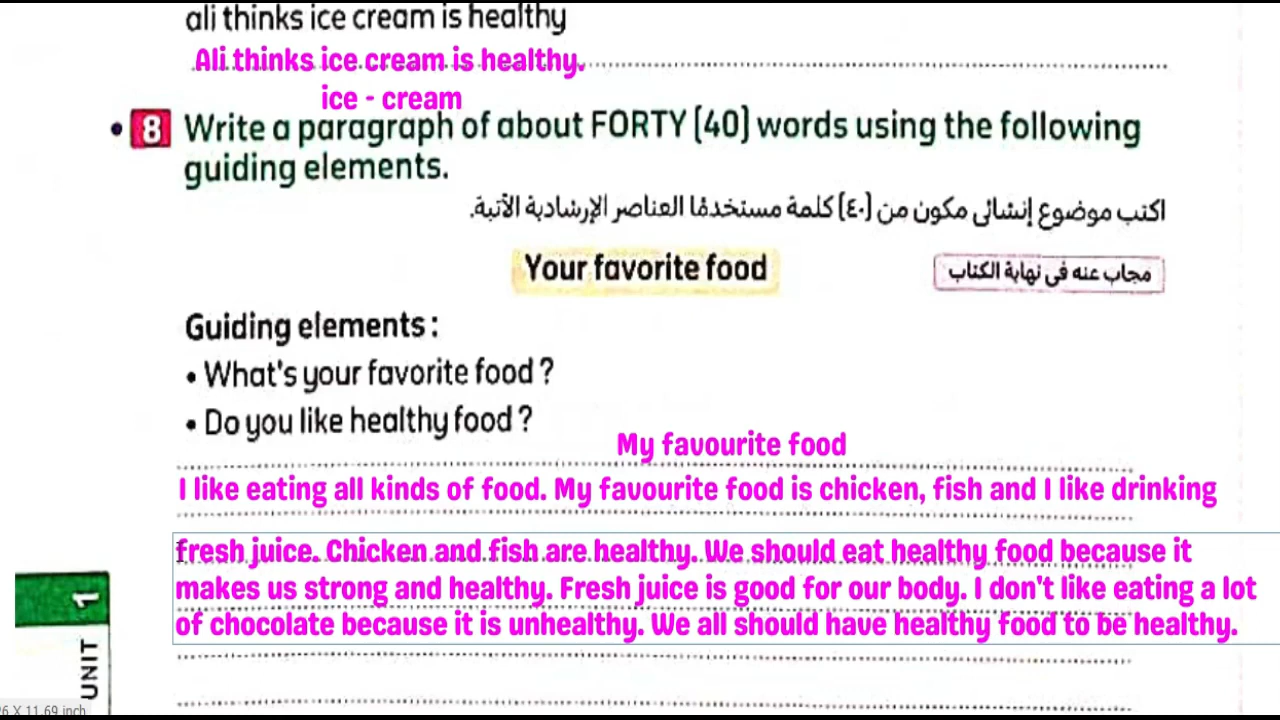 ali thinks ice cream is healthy
Ali thinks ice cream is healthy.
ice - cream
8 Write a paragraph of about FORTY (40) words using the following
guiding elements.
اكتب موضوع إنشائى مكون من (٤٠) كلمة مستخدمًا العناصر الإرشادية الآتية.
Your favorite food
مجاب عنه فى نهاية الكتاب
Guiding elements :
• What's your favorite food ?
• Do you like healthy food ?
My favourite food
I like eating all kinds of food. My favourite food is chicken, fish and I like drinking
fresh juice. Chicken and fish are healthy. We should eat healthy food because it
makes us strong and healthy. Fresh juice is good for our body. I don't like eating a lot
of chocolate because it is unhealthy. We all should have healthy food to be healthy.
UNIT 1
X 11.69 inch